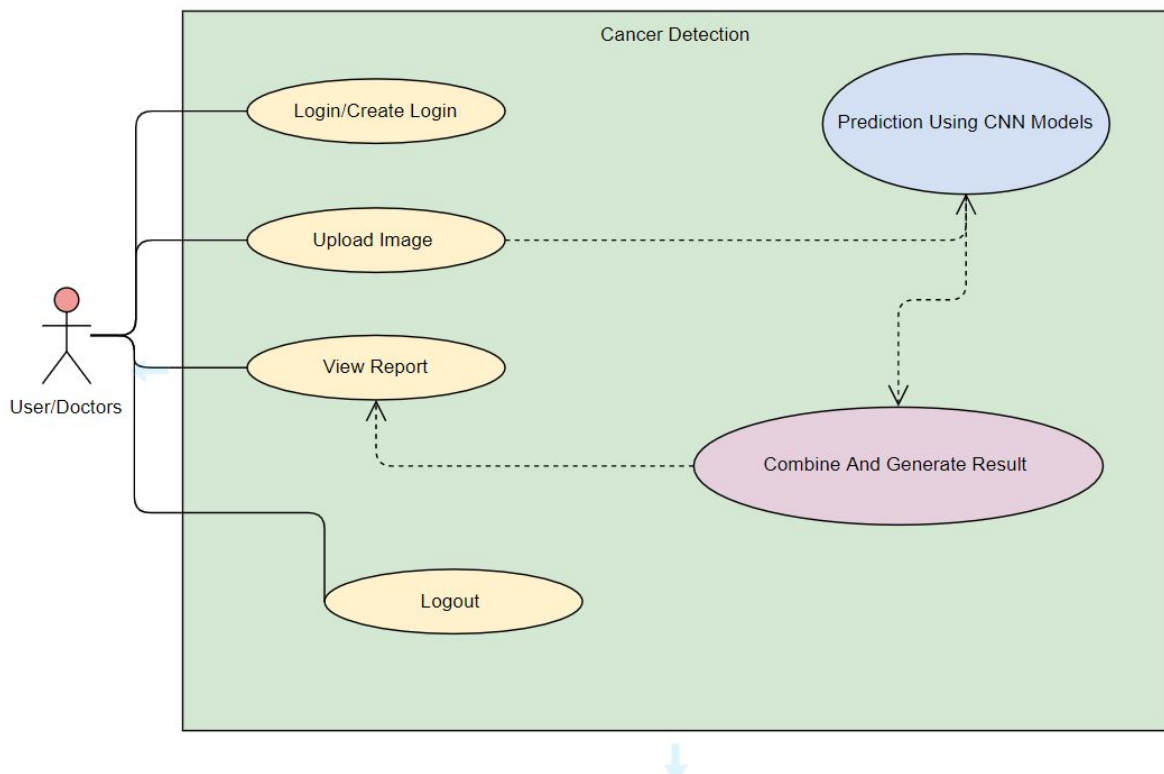 Cancer Detection
Login/Create Login
Prediction Using CNN Models
Upload Image
View Report
User/Doctors
Combine And Generate Result
Logout